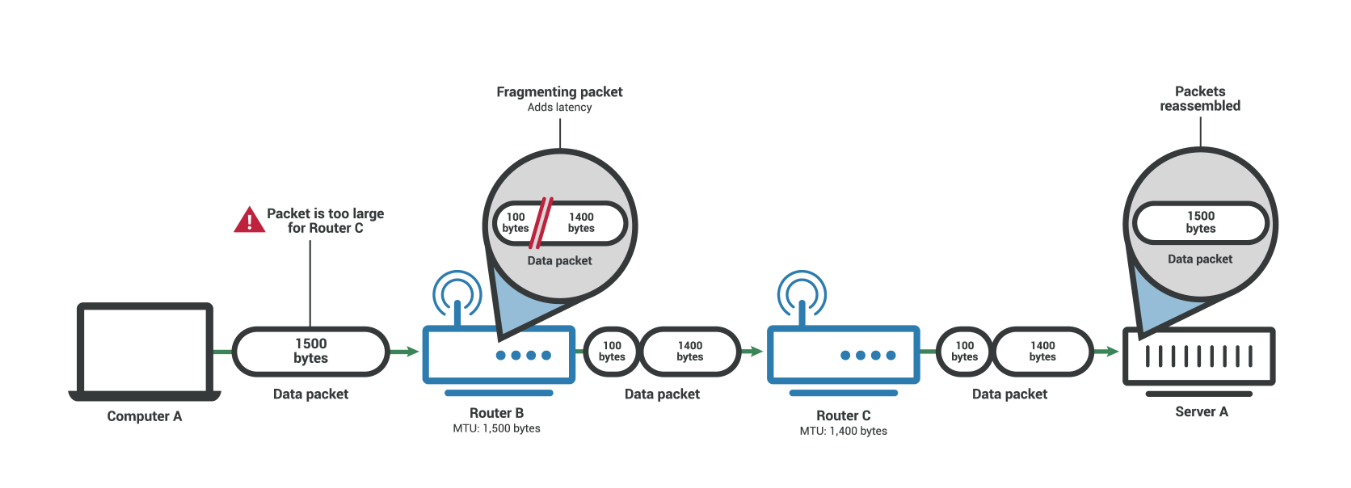 Fragmenting packet
Adds latency
Packets
reassembled
100
bytes
1400
bytes
Data packet
1500
bytes
Data packet
Packet is too large
for Router C
1500
bytes
Data packet
Computer A
Router B
MTU: 1,500 bytes
100
bytes
1400
bytes
Data packet
Router C
MTU: 1,400 bytes
100
bytes
1400
bytes
Data packet
Server A